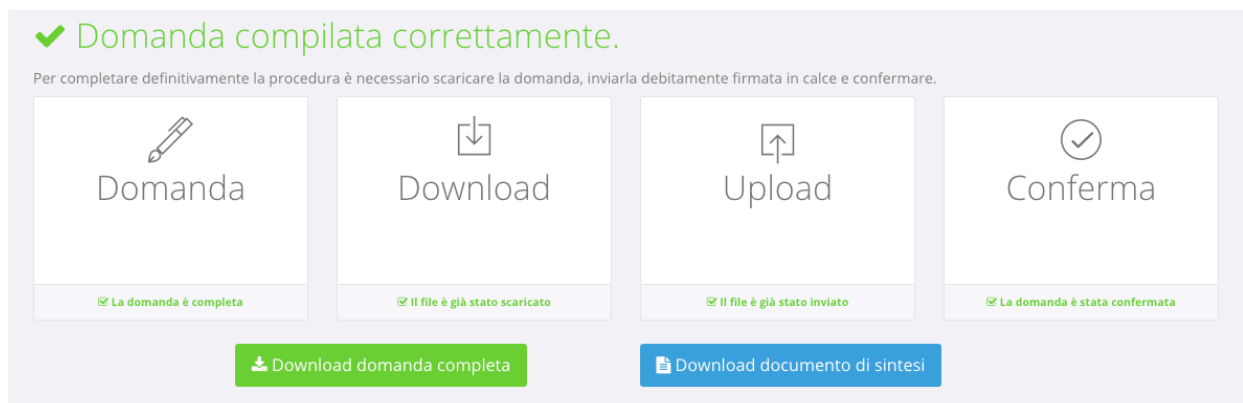 Domanda compilata correttamente.
Per completare definitivamente la procedura è necessario scaricare la domanda, inviarla debitamente firmata in calce e confermare.
Domanda
La domanda è completa
Download
Il file è già stato scaricato
Upload
Il file è già stato inviato
Conferma
La domanda è stata confermata
Download domanda completa
Download documento di sintesi